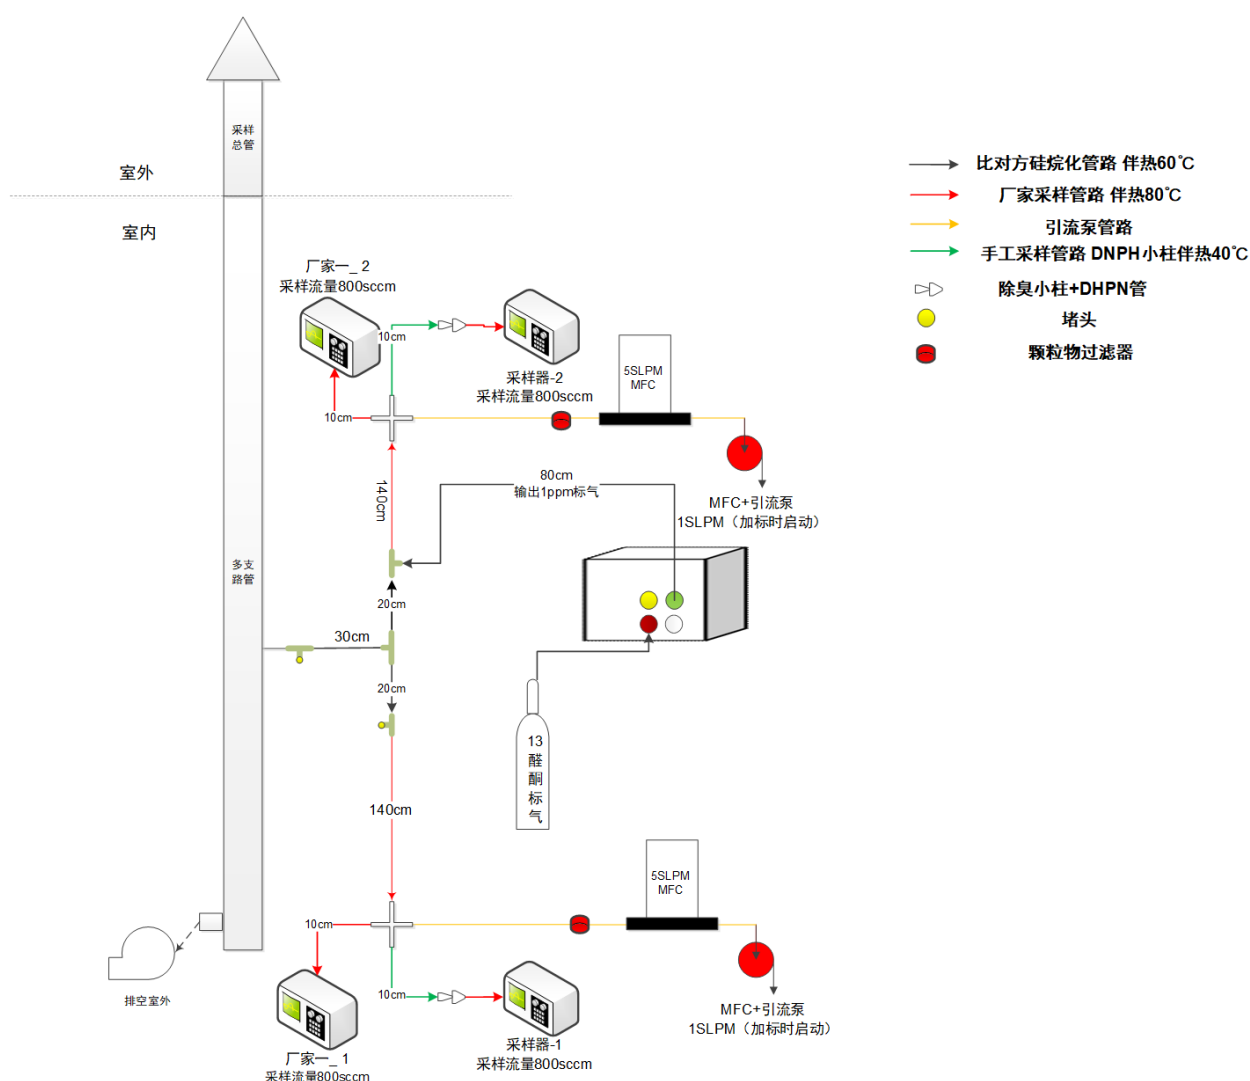 采样
总管
室外
室内
比对方硅烷化管路 伴热60℃
厂家采样管路 伴热80℃
引流泵管路
手工采样管路 DNPH小柱伴热40℃
除臭小柱+DHPN管
堵头
颗粒物过滤器
厂家一_ 2
采样流量800sccm
10cm
采样器-2
采样流量800sccm
5SLPM
MFC
10cm
MFC+引流泵
1SLPM（加标时启动）
80cm
输出1ppm标气
140cm
多支
路管
20cm
30cm
20cm
13
醛
酮
标
气
140cm
5SLPM
MFC
10cm
MFC+引流泵
1SLPM（加标时启动）
10cm
排空室外
采样器-1
采样流量800sccm
厂家一_ 1
采样流量800sccm